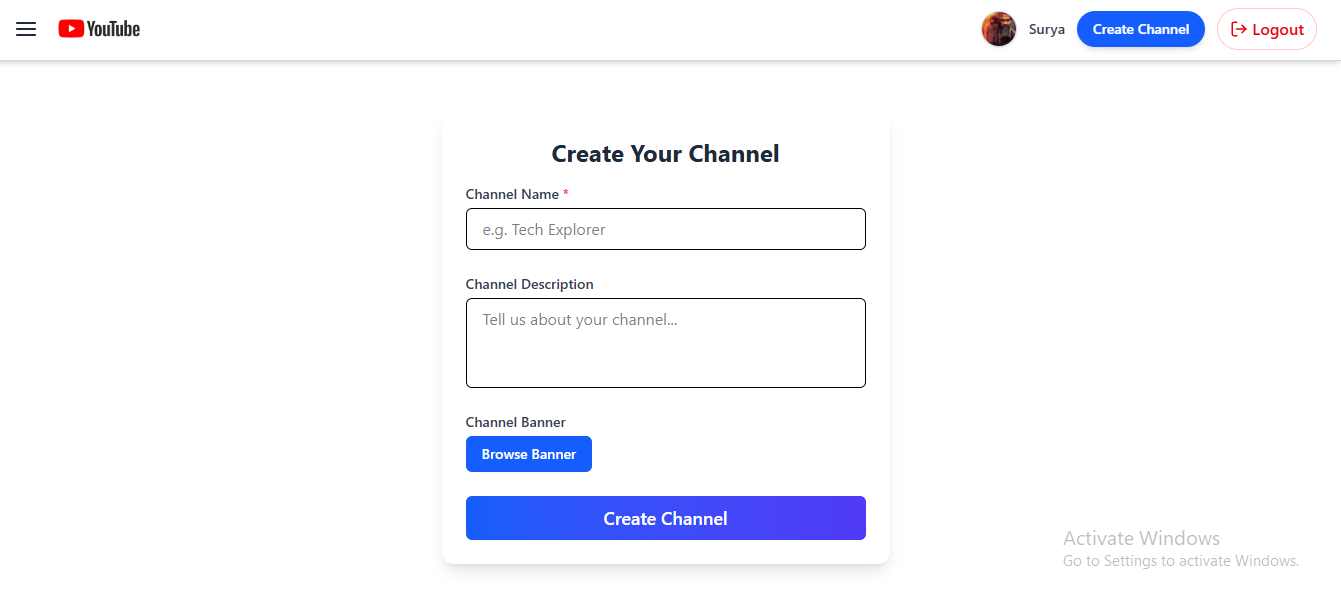 YouTube
Surya
Create Channel
Logout
Create Your Channel
Channel Name *
e.g. Tech Explorer
Channel Description
Tell us about your channel...
Channel Banner
Browse Banner
Create Channel
Activate Windows
Go to Settings to activate Windows.